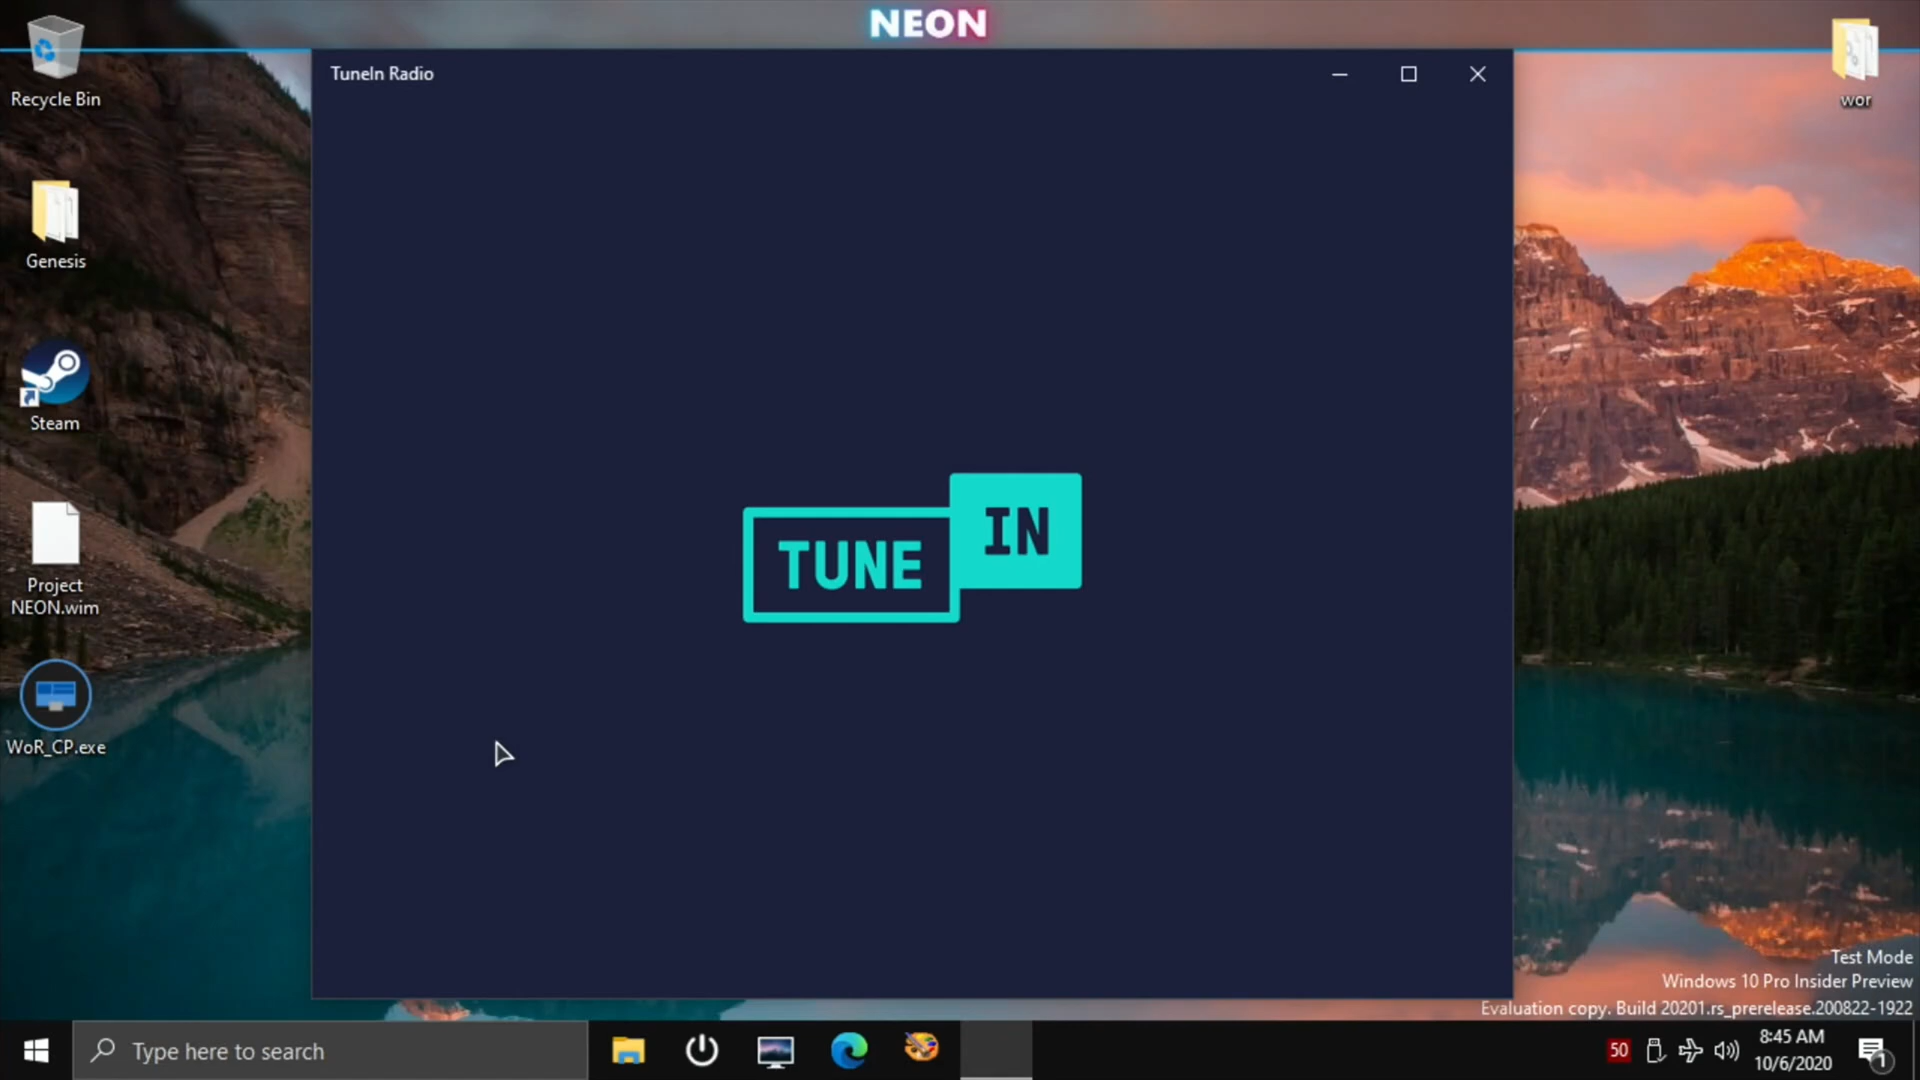 NEON
Recycle Bin
TuneIn Radio
wor
Genesis
Steam
TUNE IN
Project
NEON.wim
WoR_CP.exe
Test Mode
Windows 10 Pro Insider Preview
Evaluation copy. Build 20201.rs_prerelease.200822-1922
Type here to search
50
8:45 AM
10/6/2020
1